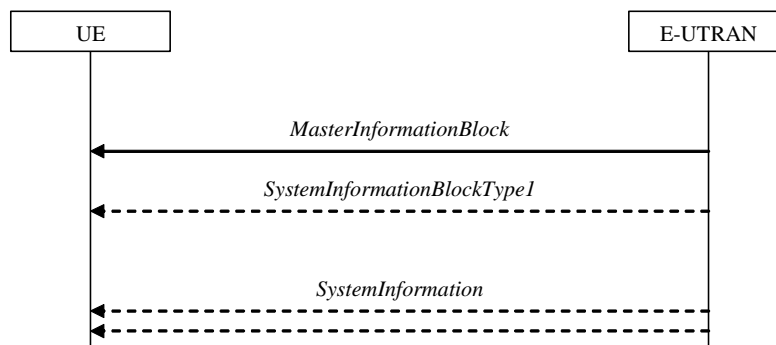 UE
E-UTRAN
MasterInformationBlock
SystemInformationBlockType1
SystemInformation